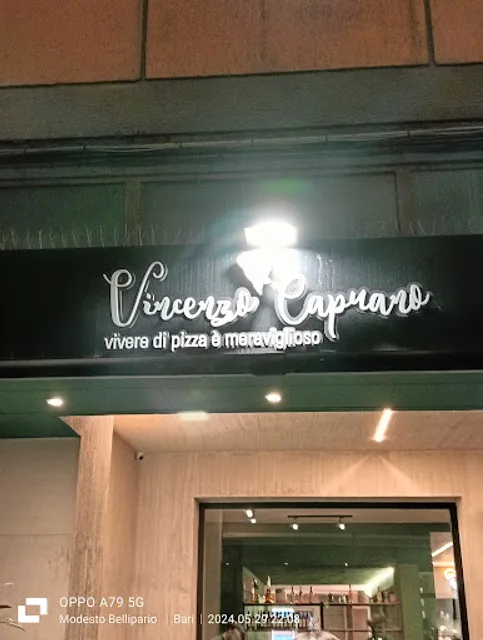 Vincenzo Capuano
vivere di pizza è meraviglioso
OPPO A79 5G
Modesto Bellipario | Bari | 2024.05.29 22:08